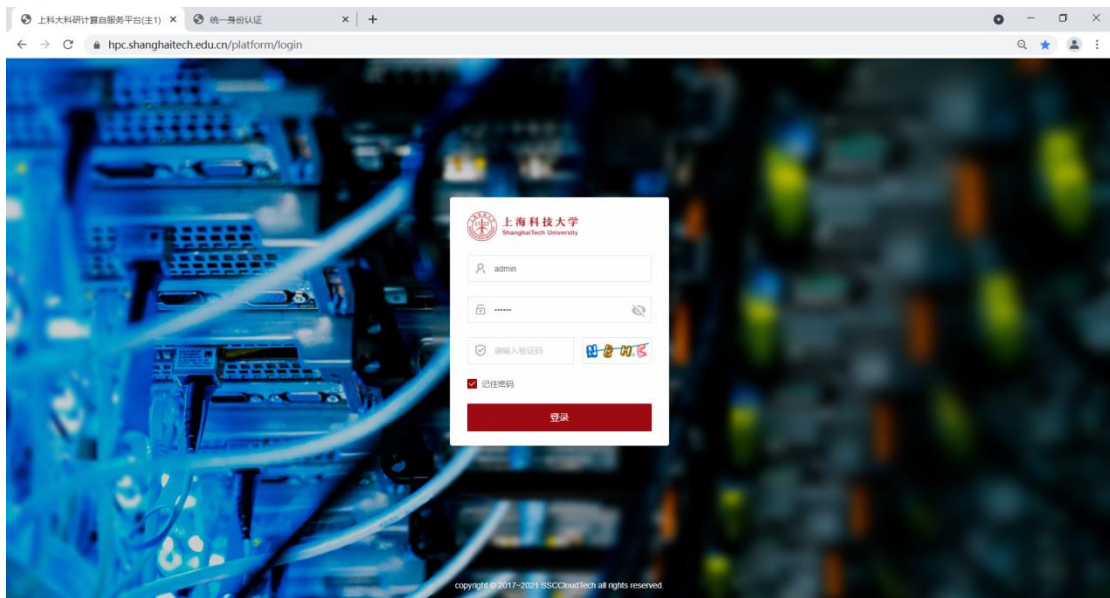 上科大科研计算自服务平台(主1)
统一身份认证
hpc.shanghaitech.edu.cn/platform/login
上海科技大学
ShanghaiTech University
admin
请输入验证码
记住密码
登录
copyright © 2017~2021 SSCCloudTech all rights reserved.